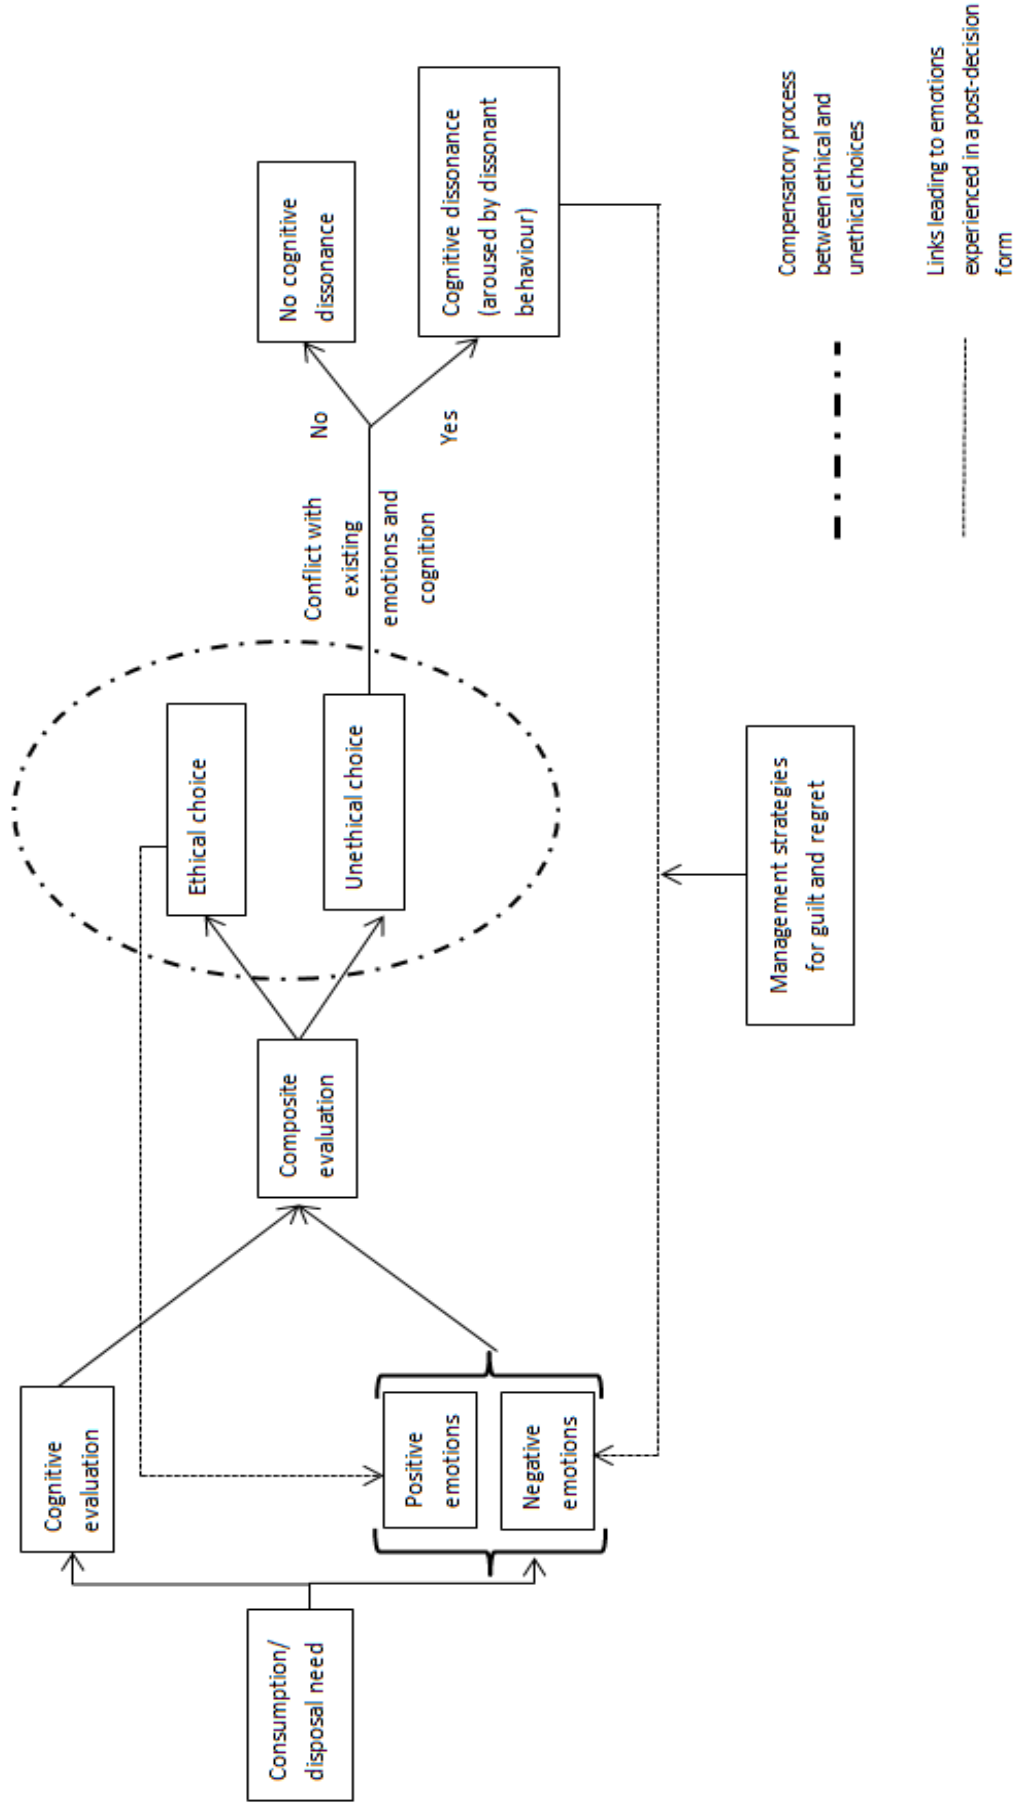 Consumption/
disposal need
Cognitive
evaluation
Positive
emotions
Negative
emotions
Composite
evaluation
Ethical choice
Unethical choice
Conflict with
existing
emotions and
cognition
No
Yes
No cognitive
dissonance
Cognitive dissonance
(aroused by dissonant
behaviour)
Management strategies
for guilt and regret
Compensatory process
between ethical and
unethical choices
Links leading to emotions
experienced in a post-decision
form